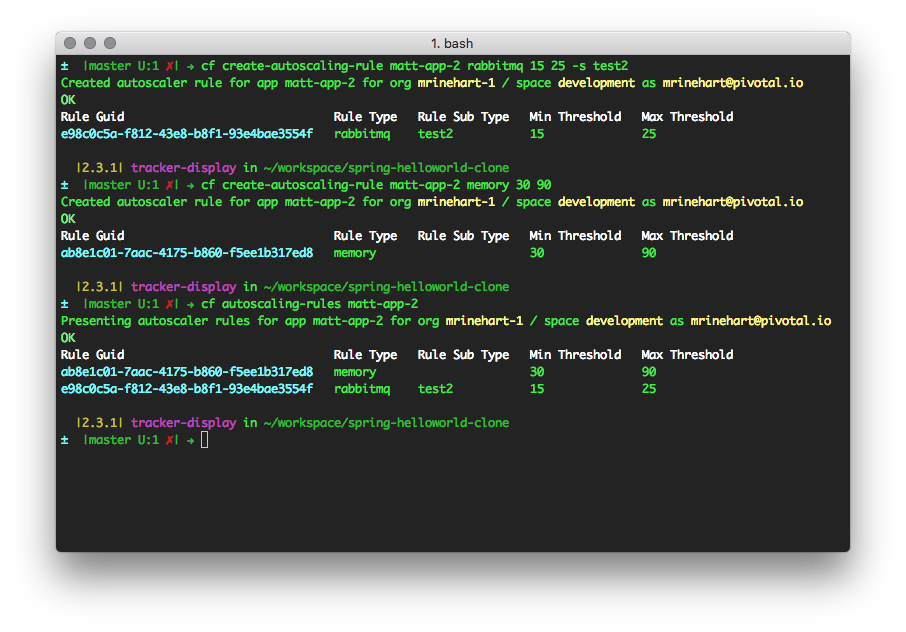 1. bash
± |master U:1 ✗| → cf create-autoscaling-rule matt-app-2 rabbitmq 15 25 -s test2
Created autoscaler rule for app matt-app-2 for org mrinehart-1 / space development as mrinehart@pivotal.io
OK
Rule Guid Rule Type Rule Sub Type Min Threshold Max Threshold
e98c0c5a-f812-43e8-b8f1-93e4bae3554f rabbitmq test2 15 25
|2.3.1| tracker-display in ~/workspace/spring-helloworld-clone
± |master U:1 ✗| → cf create-autoscaling-rule matt-app-2 memory 30 90
Created autoscaler rule for app matt-app-2 for org mrinehart-1 / space development as mrinehart@pivotal.io
OK
Rule Guid Rule Type Rule Sub Type Min Threshold Max Threshold
ab8e1c01-7aac-4175-b860-f5ee1b317ed8 memory 30 90
|2.3.1| tracker-display in ~/workspace/spring-helloworld-clone
± |master U:1 ✗| → cf autoscaling-rules matt-app-2
Presenting autoscaler rules for app matt-app-2 for org mrinehart-1 / space development as mrinehart@pivotal.io
OK
Rule Guid Rule Type Rule Sub Type Min Threshold Max Threshold
ab8e1c01-7aac-4175-b860-f5ee1b317ed8 memory 30 90
e98c0c5a-f812-43e8-b8f1-93e4bae3554f rabbitmq test2 15 25
|2.3.1| tracker-display in ~/workspace/spring-helloworld-clone
± |master U:1 ✗| →